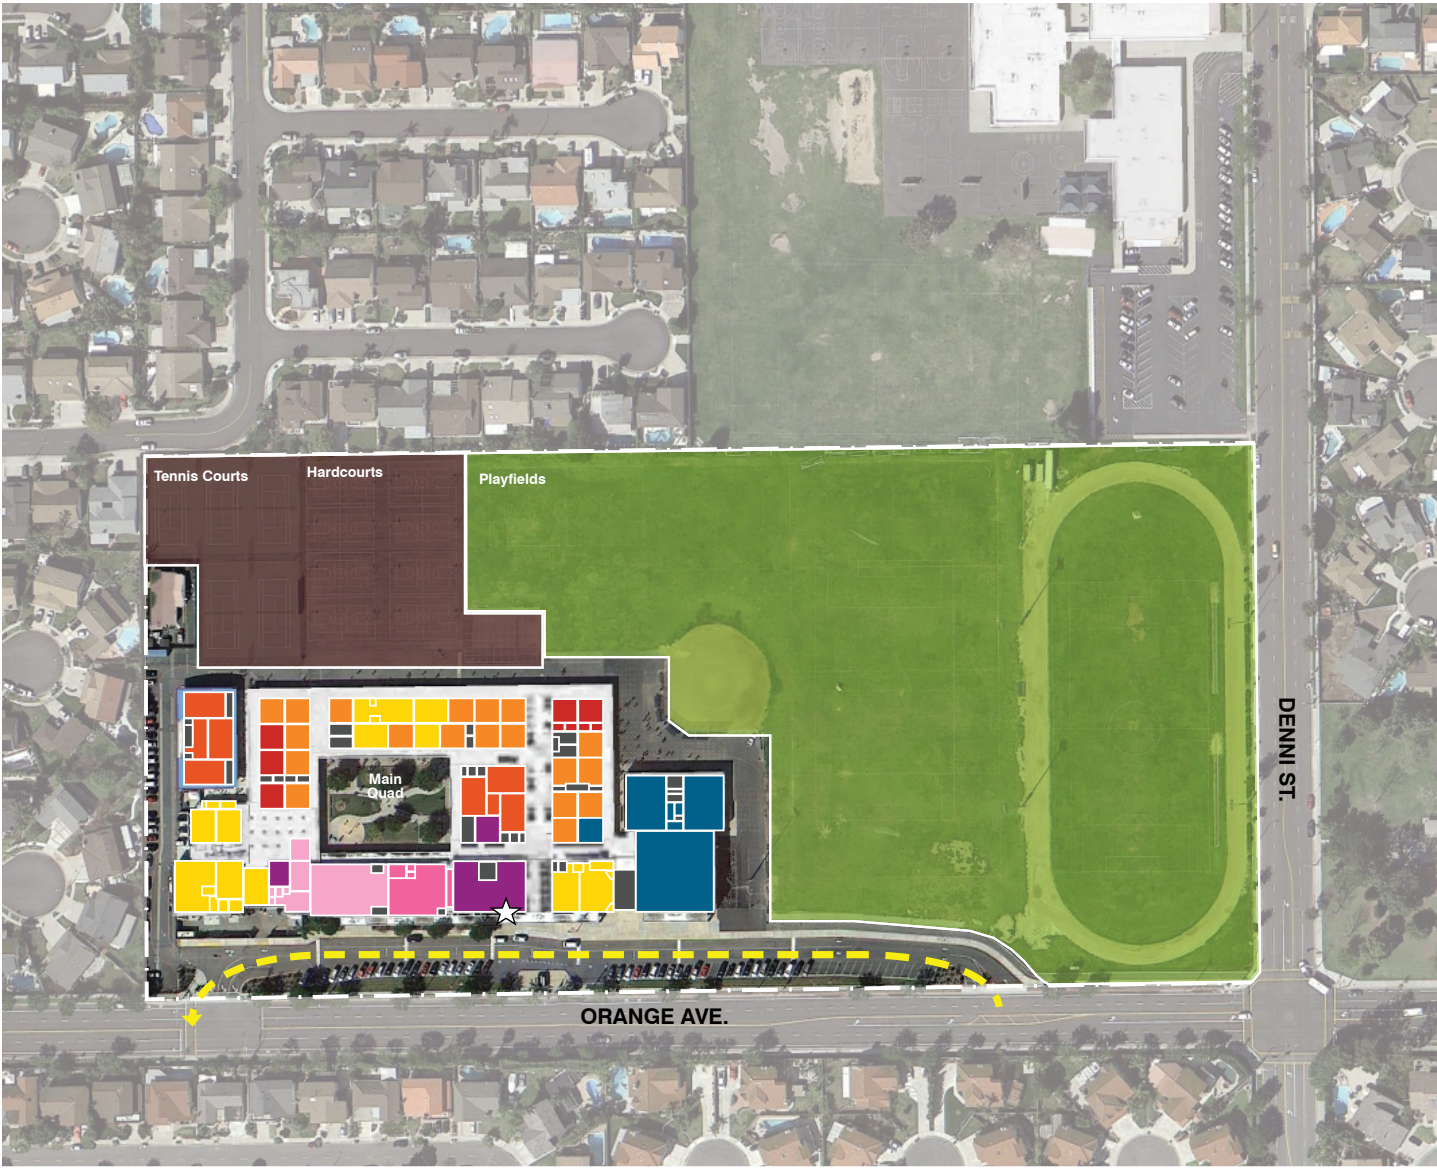 Tennis Courts
Hardcourts
Playfields
Main
Quad
DENNI ST.
ORANGE AVE.